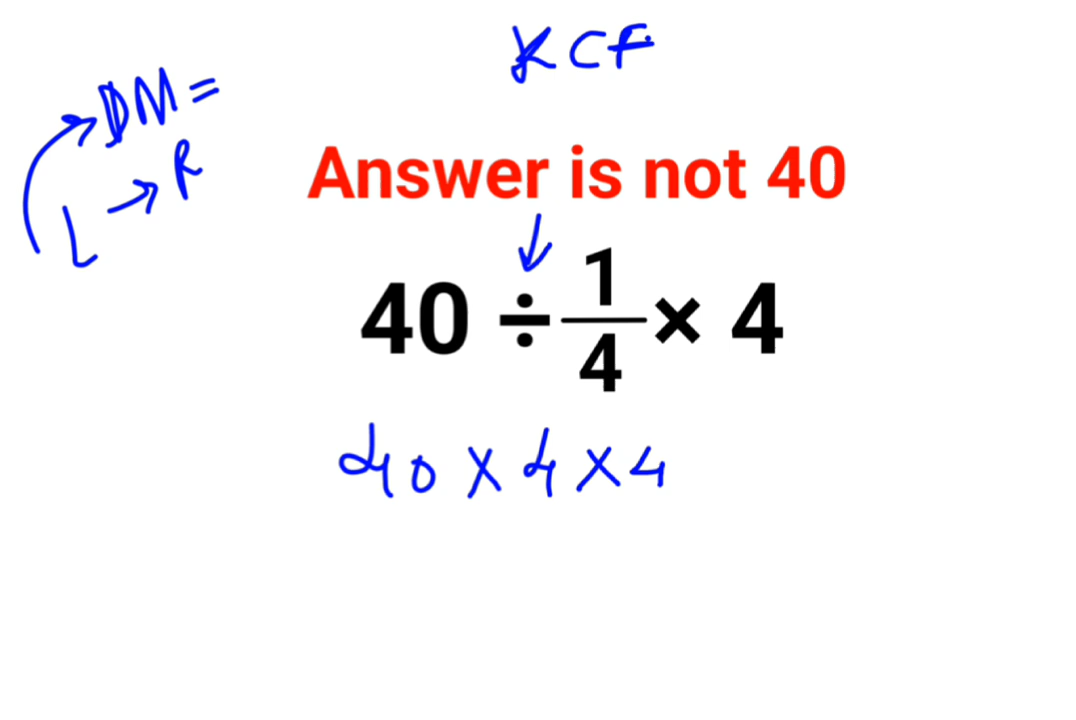 KCF
DM =
L → R
Answer is not 40
40 ÷ 1/4 × 4
40 × 4 × 4